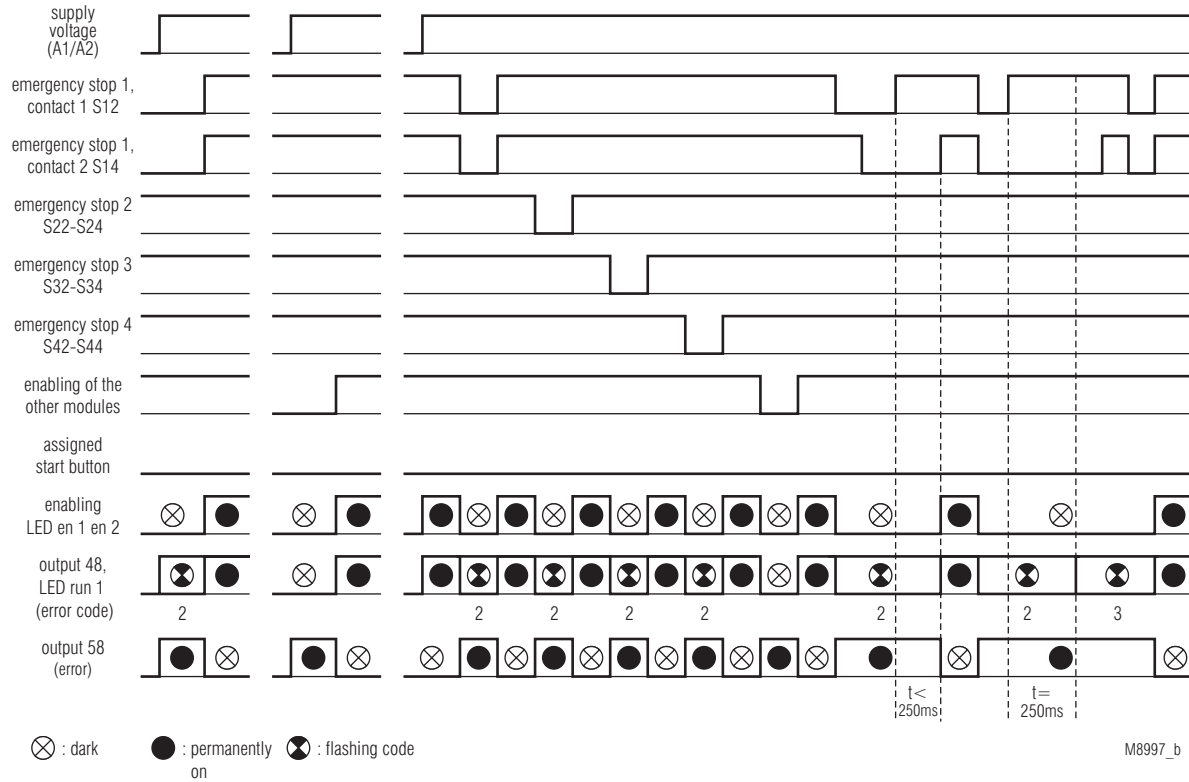 supply
voltage
(A1/A2)
emergency stop 1,
contact 1 S12
emergency stop 1,
contact 2 S14
emergency stop 2
S22-S24
emergency stop 3
S32-S34
emergency stop 4
S42-S44
enabling of the
other modules
assigned
start button
enabling
LED en 1 en 2
output 48,
LED run 1
(error code)
2 2 2 2 2 2 2 3
output 58
(error)
t<
250ms
t=
250ms
: dark : permanently
on
: flashing code
M8997_b